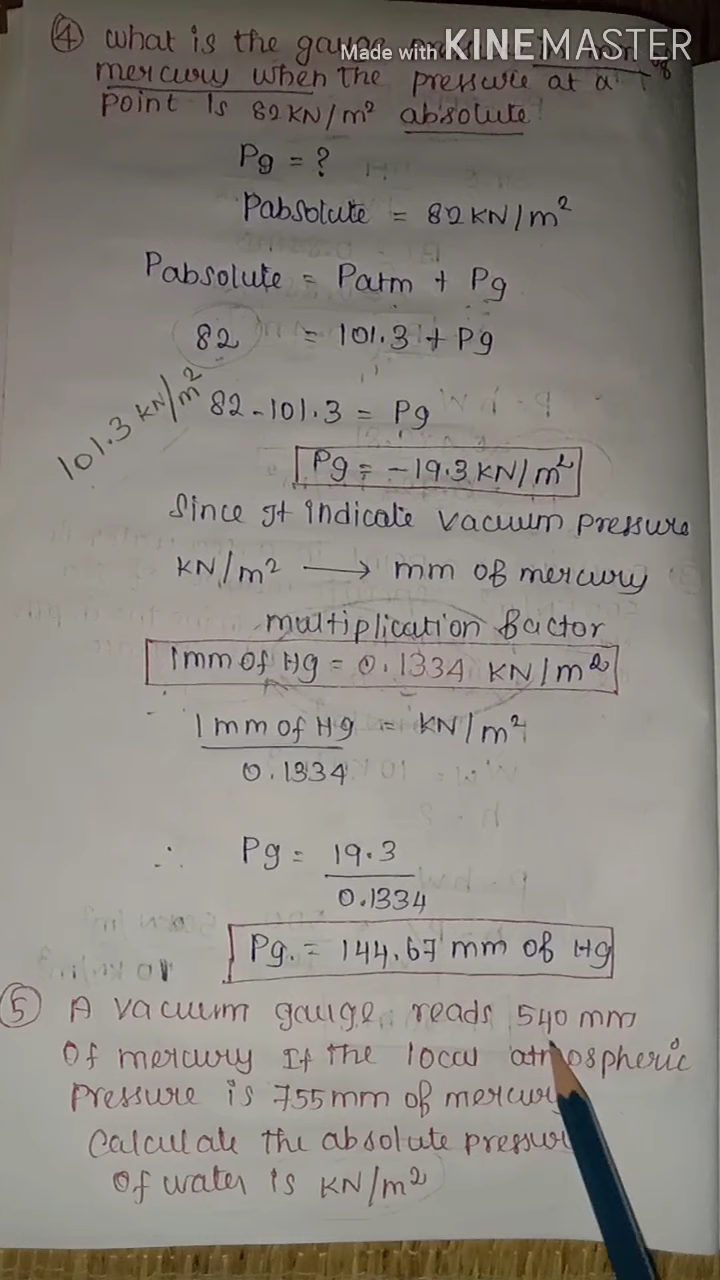 ④ What is the gauge in mm of
Made with KINEMASTER
mercury when the pressure at a
point is 82 KN/m² absolute
Pg = ?
Pabsolute = 82 KN/m²
Pabsolute = Patm + Pg
82 = 101.3 + Pg
101.3 KN/m²
82-101.3 = Pg
Pg = -19.3 KN/m²
Since It indicate vacuum pressure
KN/m² → mm of mercury
multiplication factor
1mm of Hg = 0.1334 KN/m²
1 mm of Hg = KN/m²
0.1334
∴ Pg = 19.3
0.1334
Pg. = 144.67 mm of Hg
⑤ A vacuum gauge reads 540 mm
Of mercury If the local atmospheric
Pressure is 755mm of mercury
Calculate the absolute pressure
Of water is KN/m²